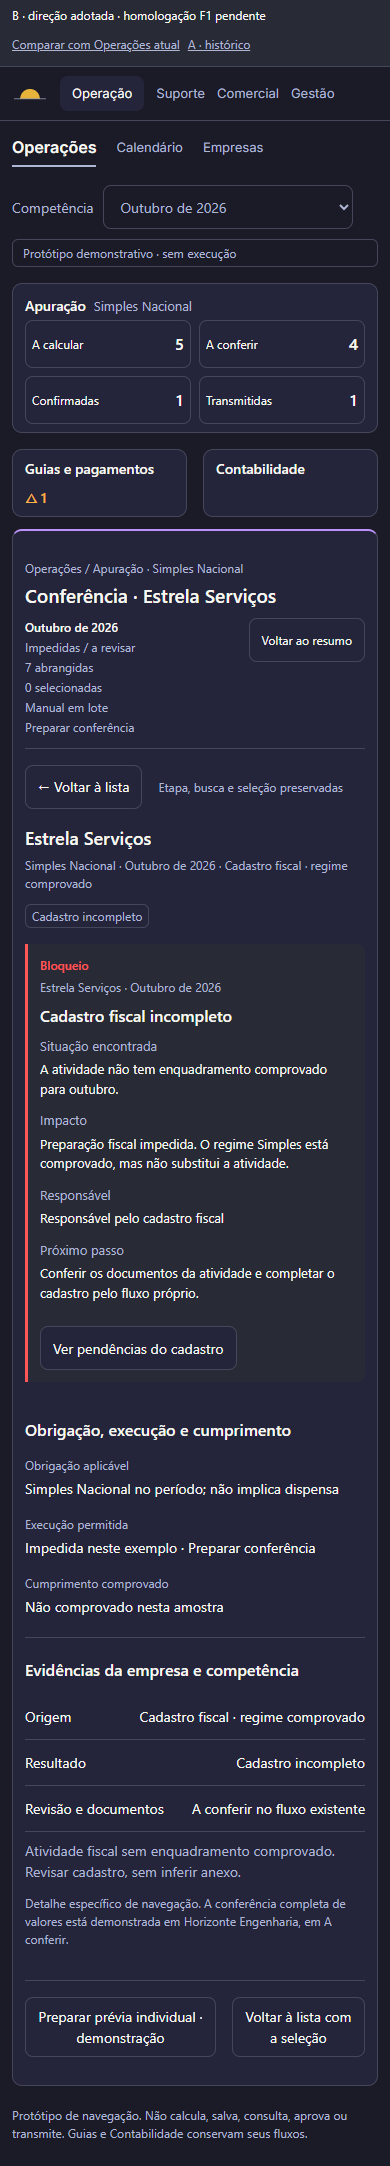 B · direção adotada · homologação F1 pendente
Comparar com Operações atual A · histórico
Operação Suporte Comercial Gestão
Operações Calendário Empresas
Competência Outubro de 2026
Protótipo demonstrativo · sem execução
Apuração Simples Nacional
A calcular 5 A conferir 4
Confirmadas 1 Transmitidas 1
Guias e pagamentos Contabilidade
△ 1
Operações / Apuração · Simples Nacional
Conferência · Estrela Serviços
Outubro de 2026
Impedidas / a revisar
7 abrangidas
0 selecionadas
Manual em lote
Preparar conferência
Voltar ao resumo
← Voltar à lista Etapa, busca e seleção preservadas
Estrela Serviços
Simples Nacional · Outubro de 2026 · Cadastro fiscal · regime
comprovado
Cadastro incompleto
Bloqueio
Estrela Serviços · Outubro de 2026
Cadastro fiscal incompleto
Situação encontrada
A atividade não tem enquadramento comprovado
para outubro.
Impacto
Preparação fiscal impedida. O regime Simples está
comprovado, mas não substitui a atividade.
Responsável
Responsável pelo cadastro fiscal
Próximo passo
Conferir os documentos da atividade e completar o
cadastro pelo fluxo próprio.
Ver pendências do cadastro
Obrigação, execução e cumprimento
Obrigação aplicável
Simples Nacional no período; não implica dispensa
Execução permitida
Impedida neste exemplo · Preparar conferência
Cumprimento comprovado
Não comprovado nesta amostra
Evidências da empresa e competência
Origem Cadastro fiscal · regime comprovado
Resultado Cadastro incompleto
Revisão e documentos A conferir no fluxo existente
Atividade fiscal sem enquadramento comprovado.
Revisar cadastro, sem inferir anexo.
Detalhe específico de navegação. A conferência completa de
valores está demonstrada em Horizonte Engenharia, em A
conferir.
Preparar prévia individual ·
demonstração
Voltar à lista com
a seleção
Protótipo de navegação. Não calcula, salva, consulta, aprova ou
transmite. Guias e Contabilidade conservam seus fluxos.